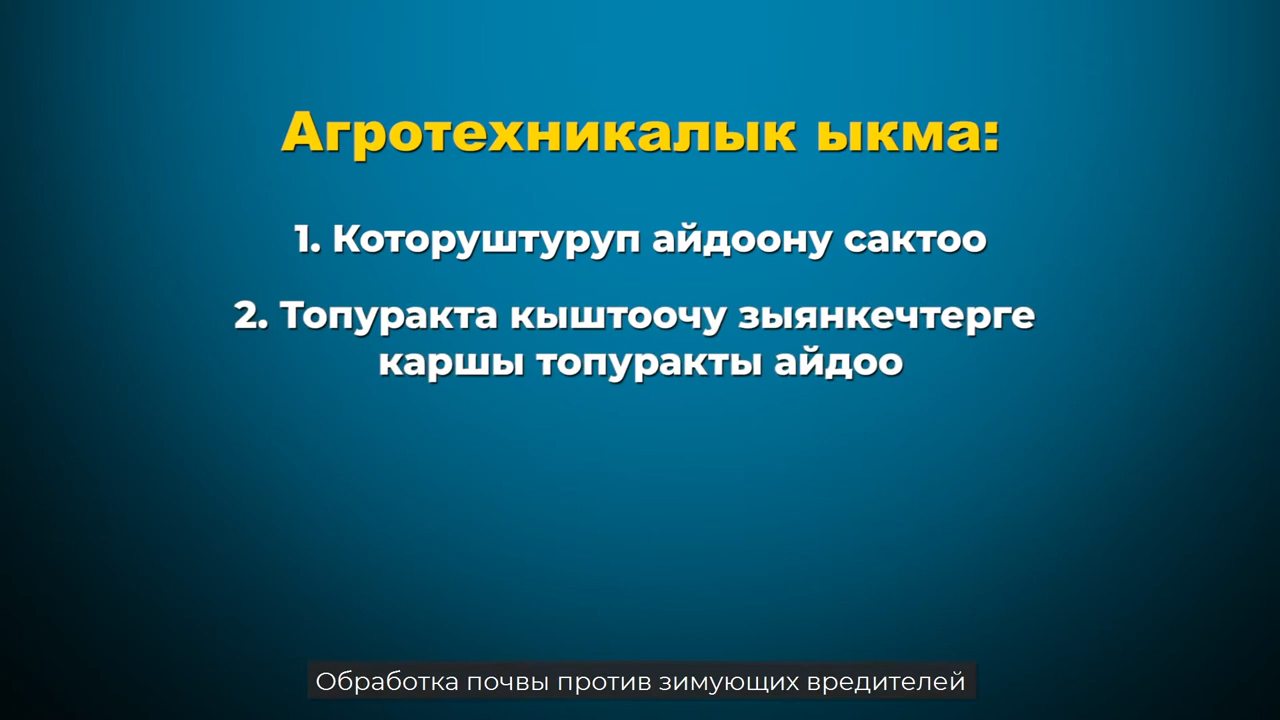 Агротехникалык ыкма:
1. Которуштуруп айдоону сактоо
2. Топуракта кыштоочу зыянкечтерге
каршы топуракты айдоо
Обработка почвы против зимующих вредителей